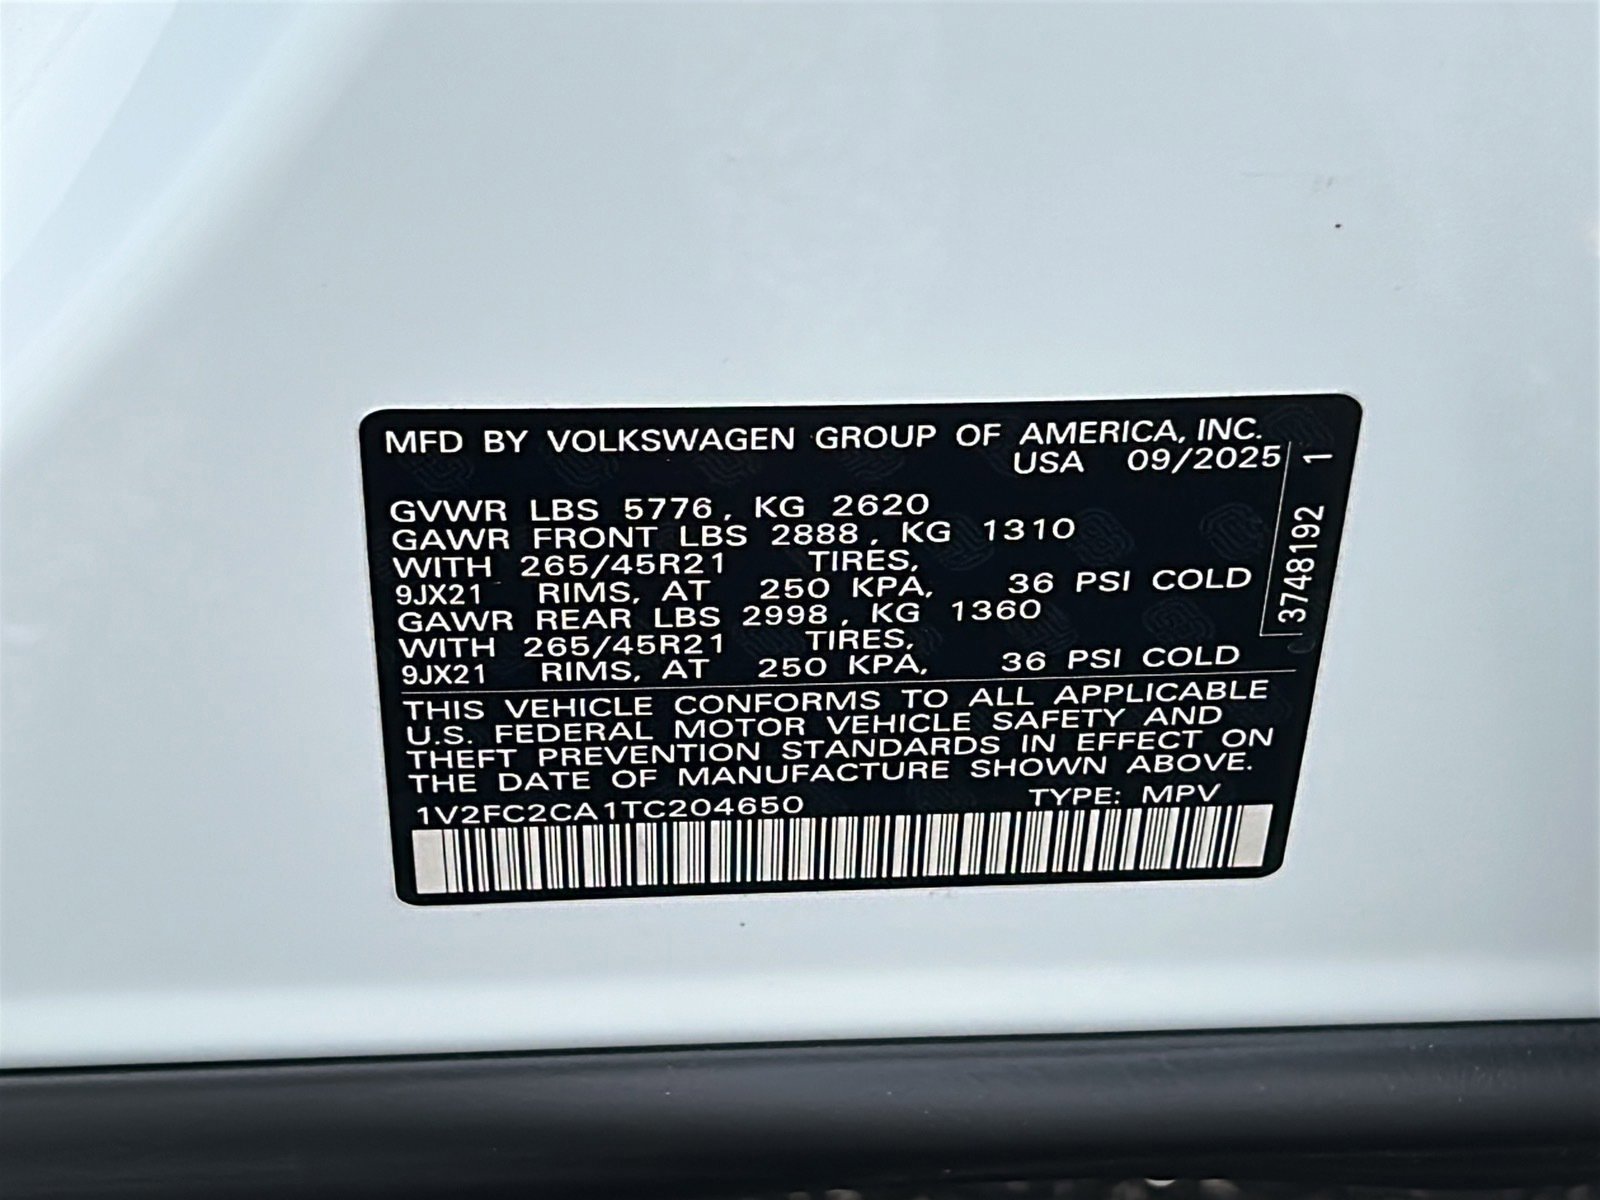 MFD BY VOLKSWAGEN GROUP OF AMERICA, INC.
USA 09/2025
GVWR LBS 5776, KG 2620
GAWR FRONT LBS 2888, KG 1310
WITH 265/45R21 TIRES,
9JX21 RIMS, AT 250 KPA, 36 PSI COLD
GAWR REAR LBS 2998, KG 1360
WITH 265/45R21 TIRES,
9JX21 RIMS, AT 250 KPA, 36 PSI COLD
THIS VEHICLE CONFORMS TO ALL APPLICABLE
U.S. FEDERAL MOTOR VEHICLE SAFETY AND
THEFT PREVENTION STANDARDS IN EFFECT ON
THE DATE OF MANUFACTURE SHOWN ABOVE.
1V2FC2CA1TC204650 TYPE: MPV
3748192 1